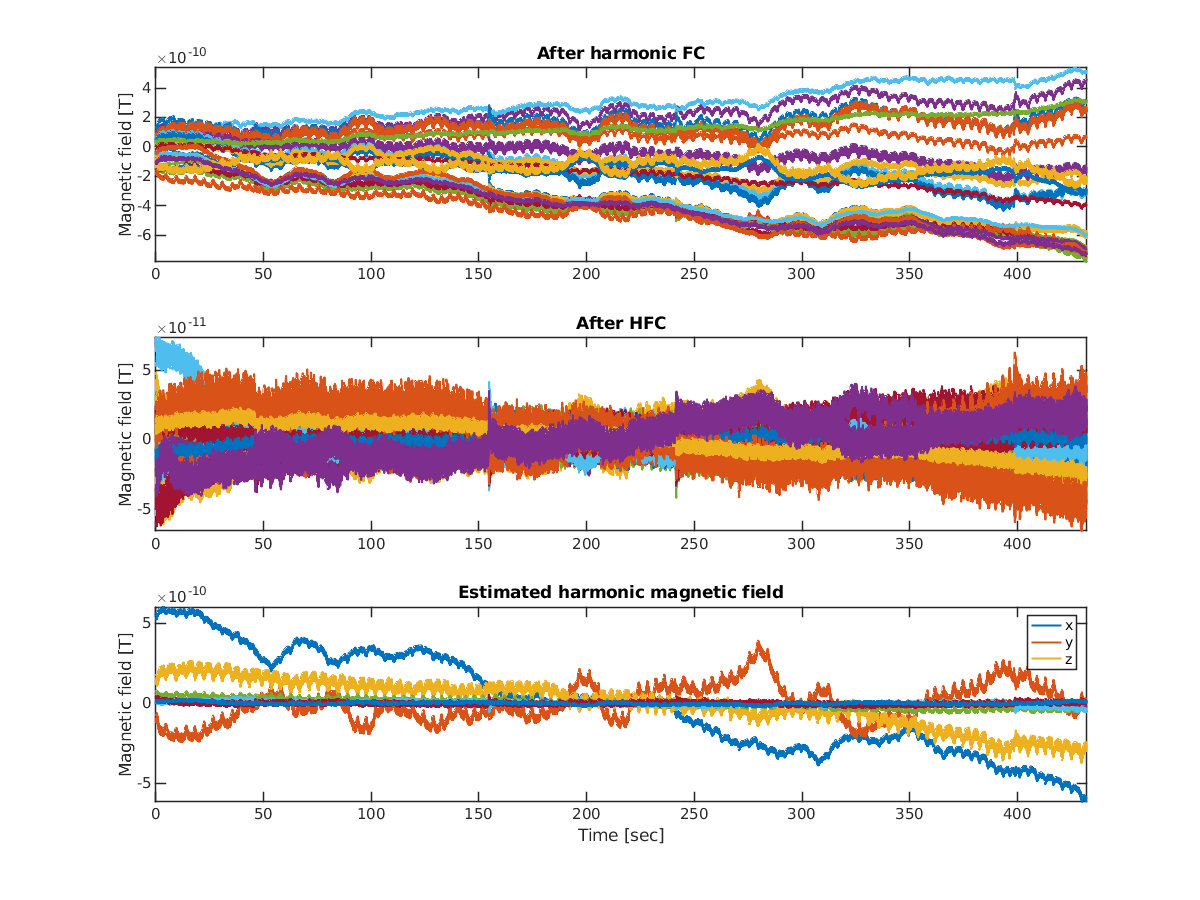 After harmonic FC
×10^-10
Magnetic field [T]
4
2
0
-2
-4
-6
0 50 100 150 200 250 300 350 400
After HFC
×10^-11
Magnetic field [T]
5
0
-5
0 50 100 150 200 250 300 350 400
Estimated harmonic magnetic field
×10^-10
Magnetic field [T]
5
0
-5
x
y
z
0 50 100 150 200 250 300 350 400
Time [sec]